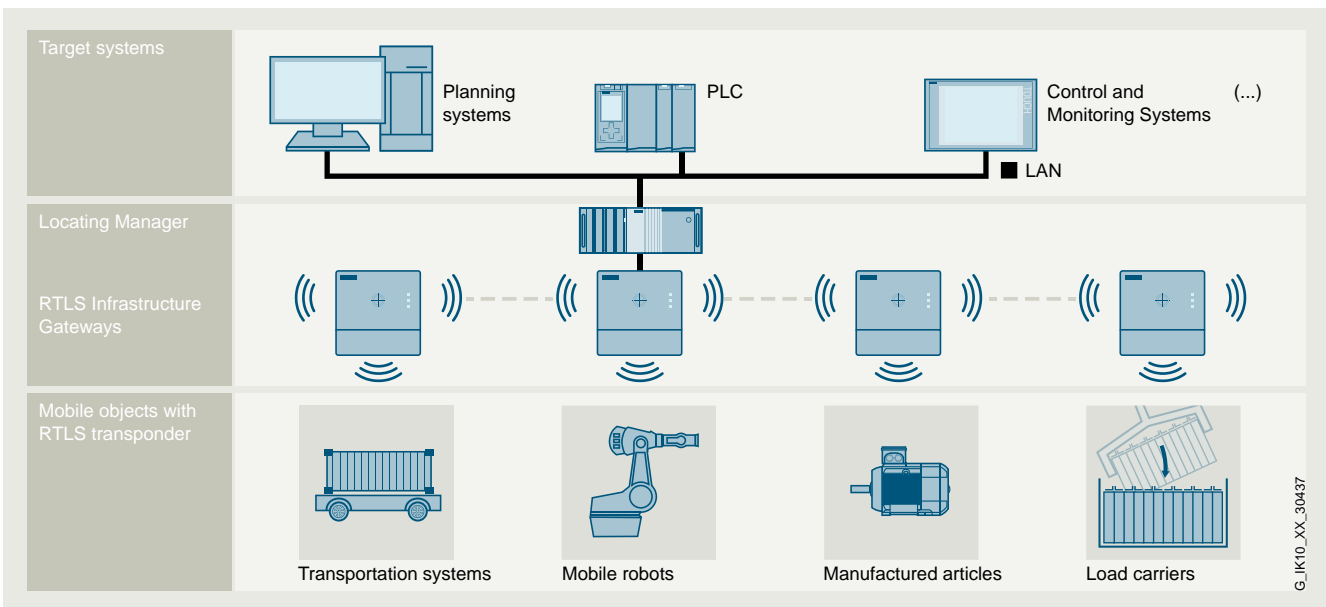 Target systems
Planning
systems
PLC
Control and
Monitoring Systems
(...)
LAN
Locating Manager
RTLS Infrastructure
Gateways
Mobile objects with
RTLS transponder
Transportation systems
Mobile robots
Manufactured articles
Load carriers
G_IK10_XX_30437